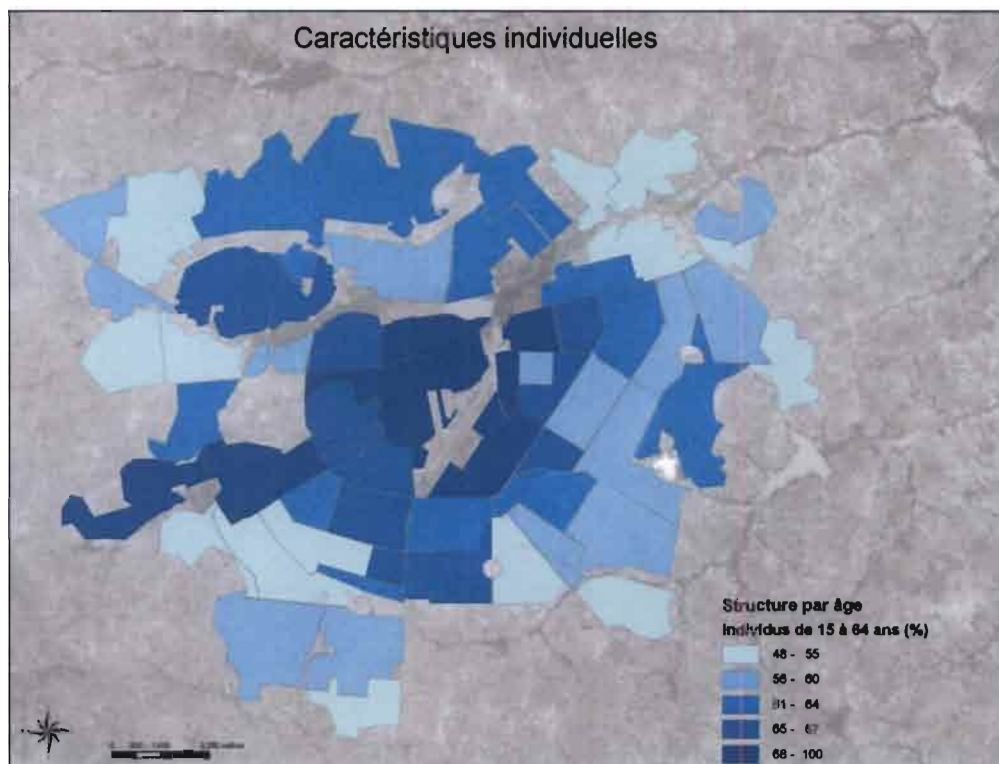 Caractéristiques individuelles
Structure par âge
Individus de 15 à 64 ans (%)
48 - 55
56 - 60
61 - 64
65 - 67
68 - 100